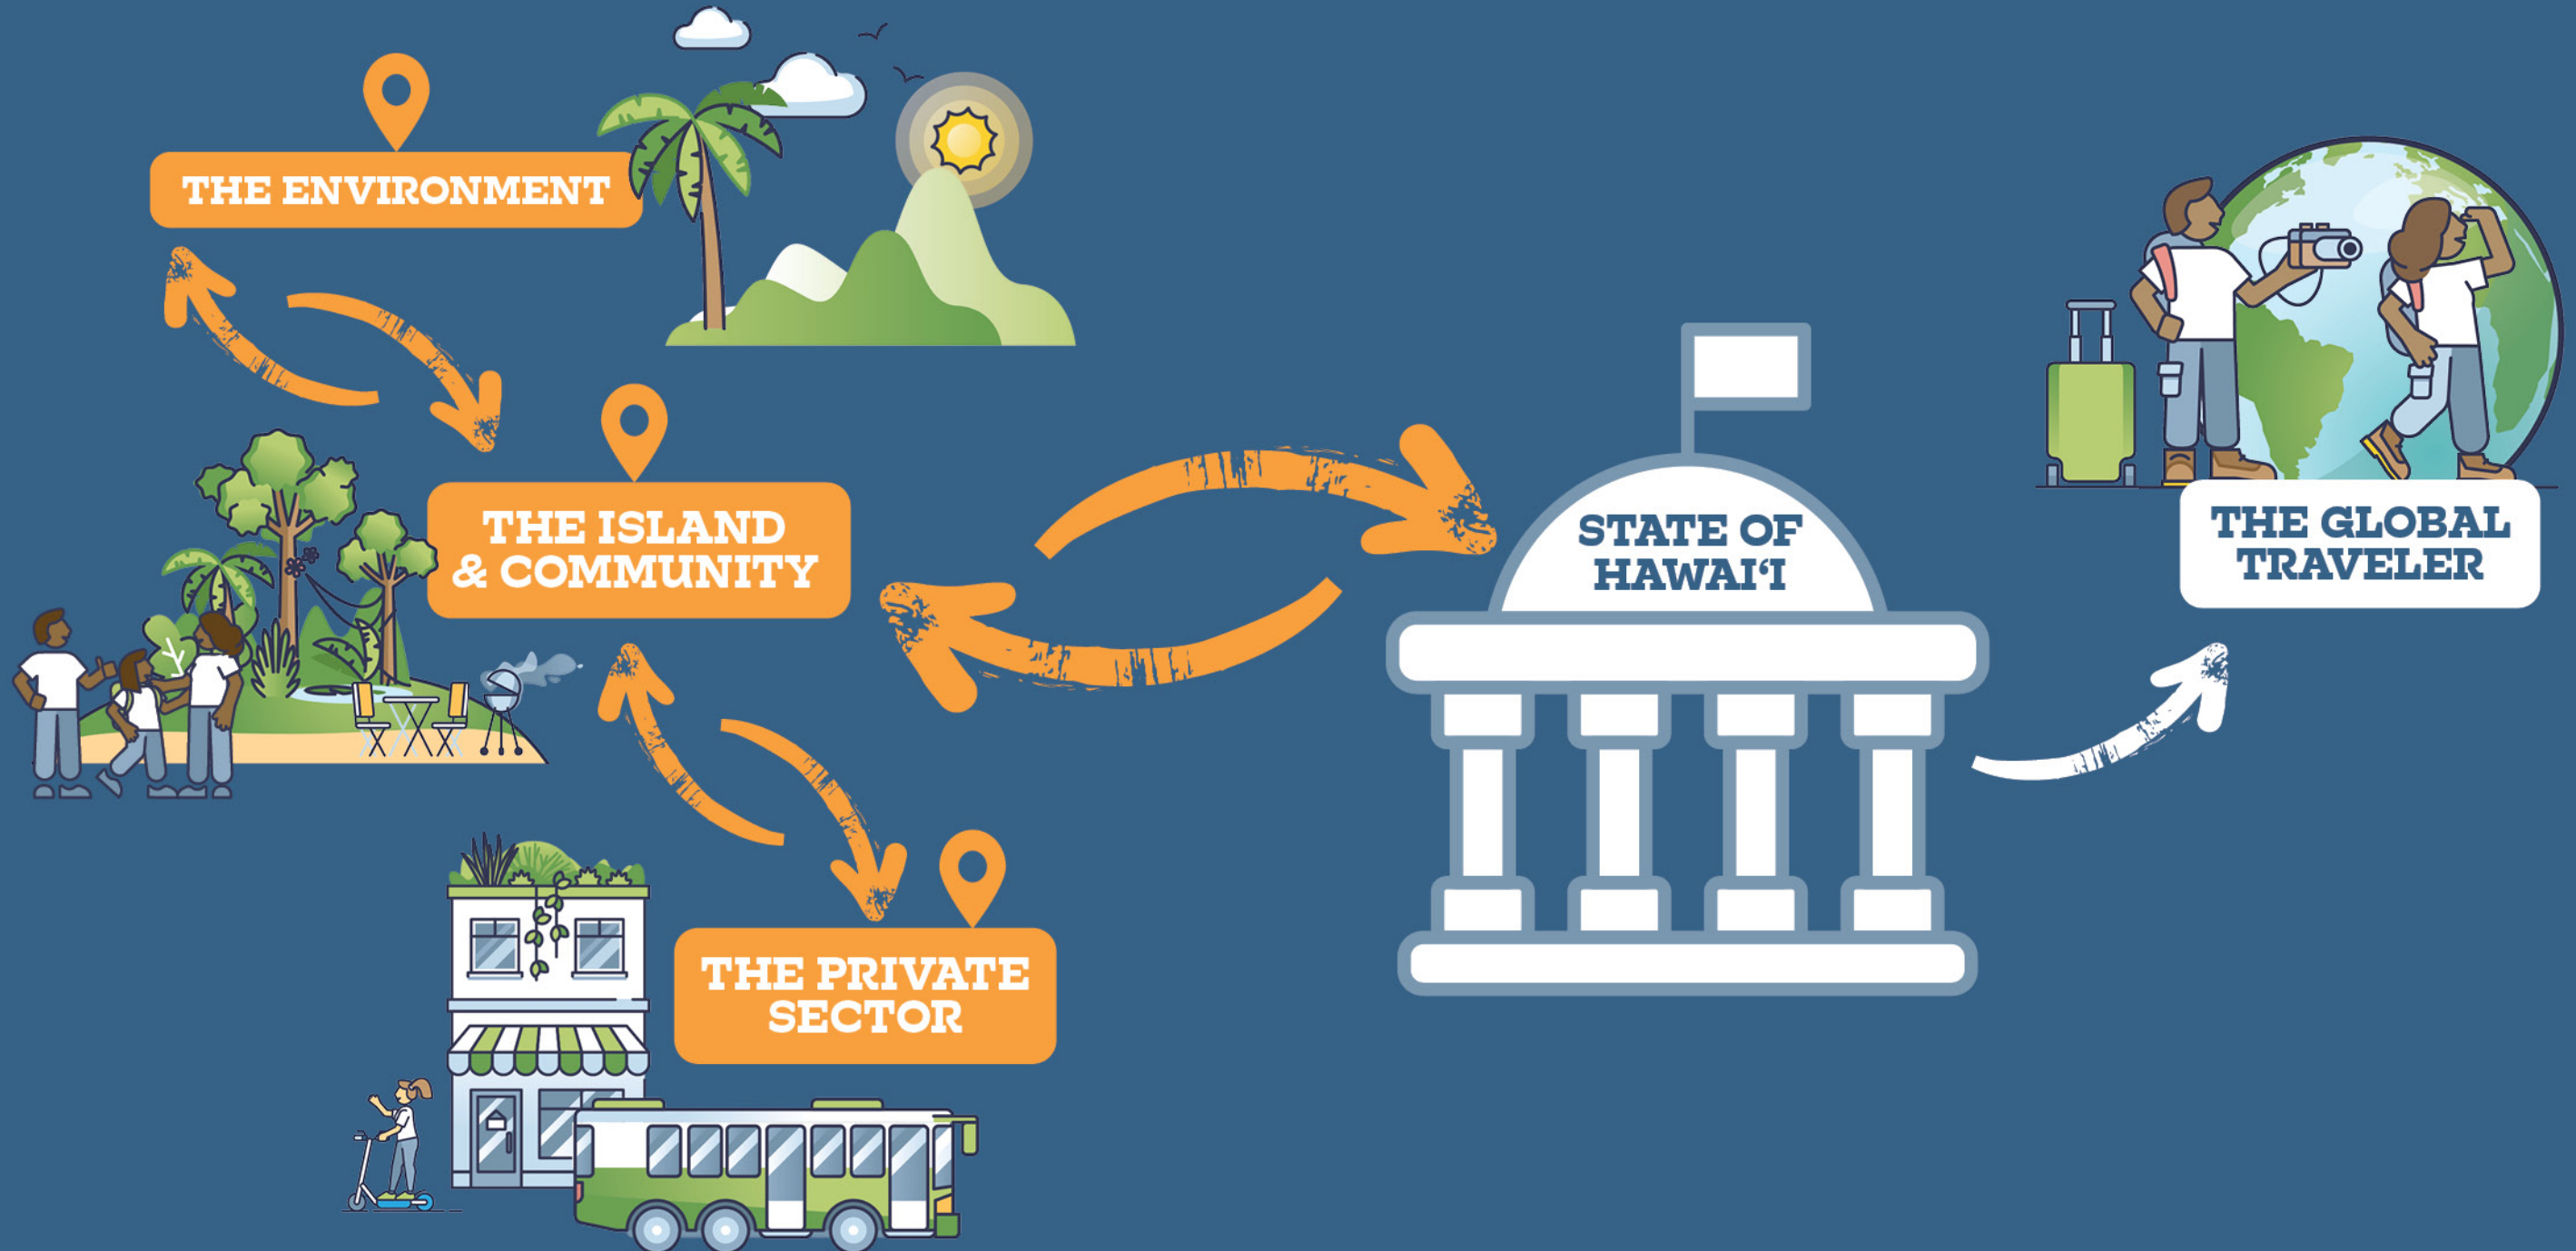 THE ENVIRONMENT
THE ISLAND
& COMMUNITY
THE PRIVATE
SECTOR
STATE OF
HAWAIʻI
THE GLOBAL
TRAVELER